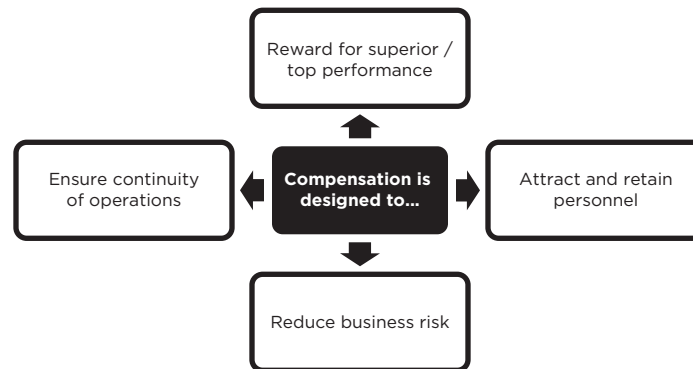 Reward for superior /
top performance
Ensure continuity
of operations
Compensation is
designed to...
Attract and retain
personnel
Reduce business risk